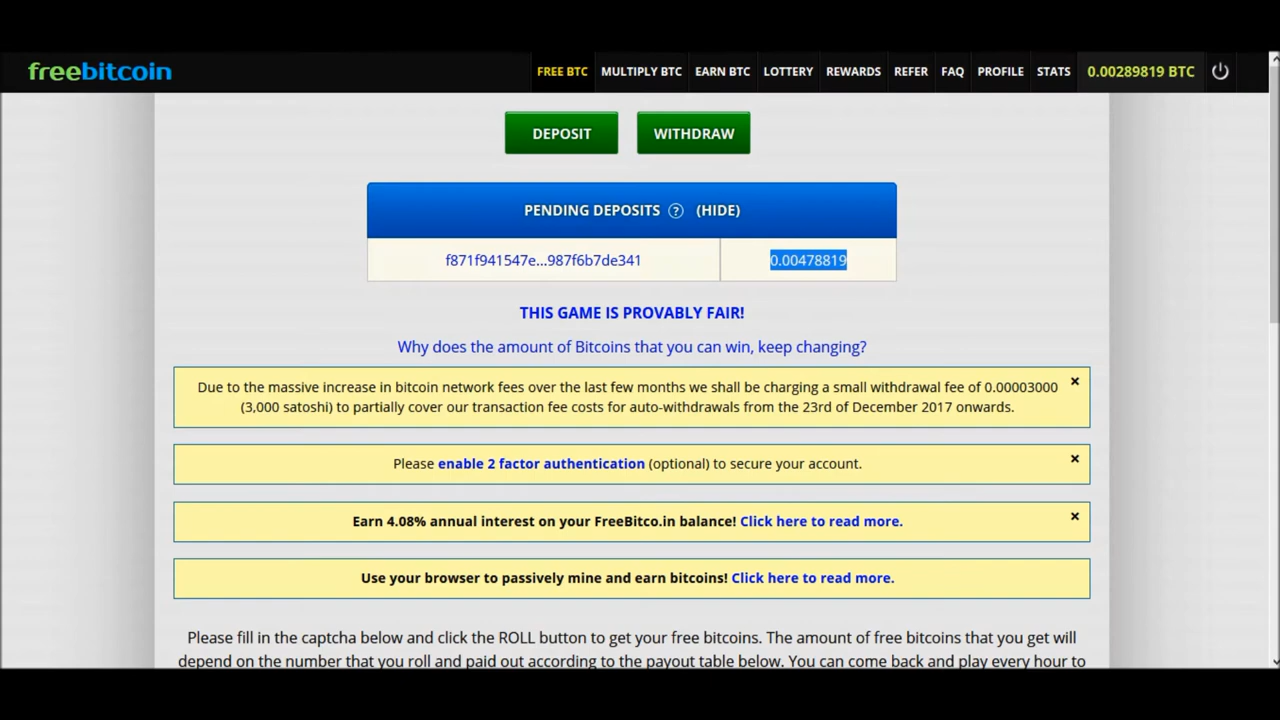 freebitcoin
FREE BTC MULTIPLY BTC EARN BTC LOTTERY REWARDS REFER FAQ PROFILE STATS 0.00289819 BTC
DEPOSIT WITHDRAW
PENDING DEPOSITS ? (HIDE)
f871f941547e...987f6b7de341 0.00478819
THIS GAME IS PROVABLY FAIR!
Why does the amount of Bitcoins that you can win, keep changing?
Due to the massive increase in bitcoin network fees over the last few months we shall be charging a small withdrawal fee of 0.00003000
(3,000 satoshi) to partially cover our transaction fee costs for auto-withdrawals from the 23rd of December 2017 onwards.
Please enable 2 factor authentication (optional) to secure your account.
Earn 4.08% annual interest on your FreeBitco.in balance! Click here to read more.
Use your browser to passively mine and earn bitcoins! Click here to read more.
Please fill in the captcha below and click the ROLL button to get your free bitcoins. The amount of free bitcoins that you get will
depend on the number that you roll and paid out according to the payout table below. You can come back and play every hour to